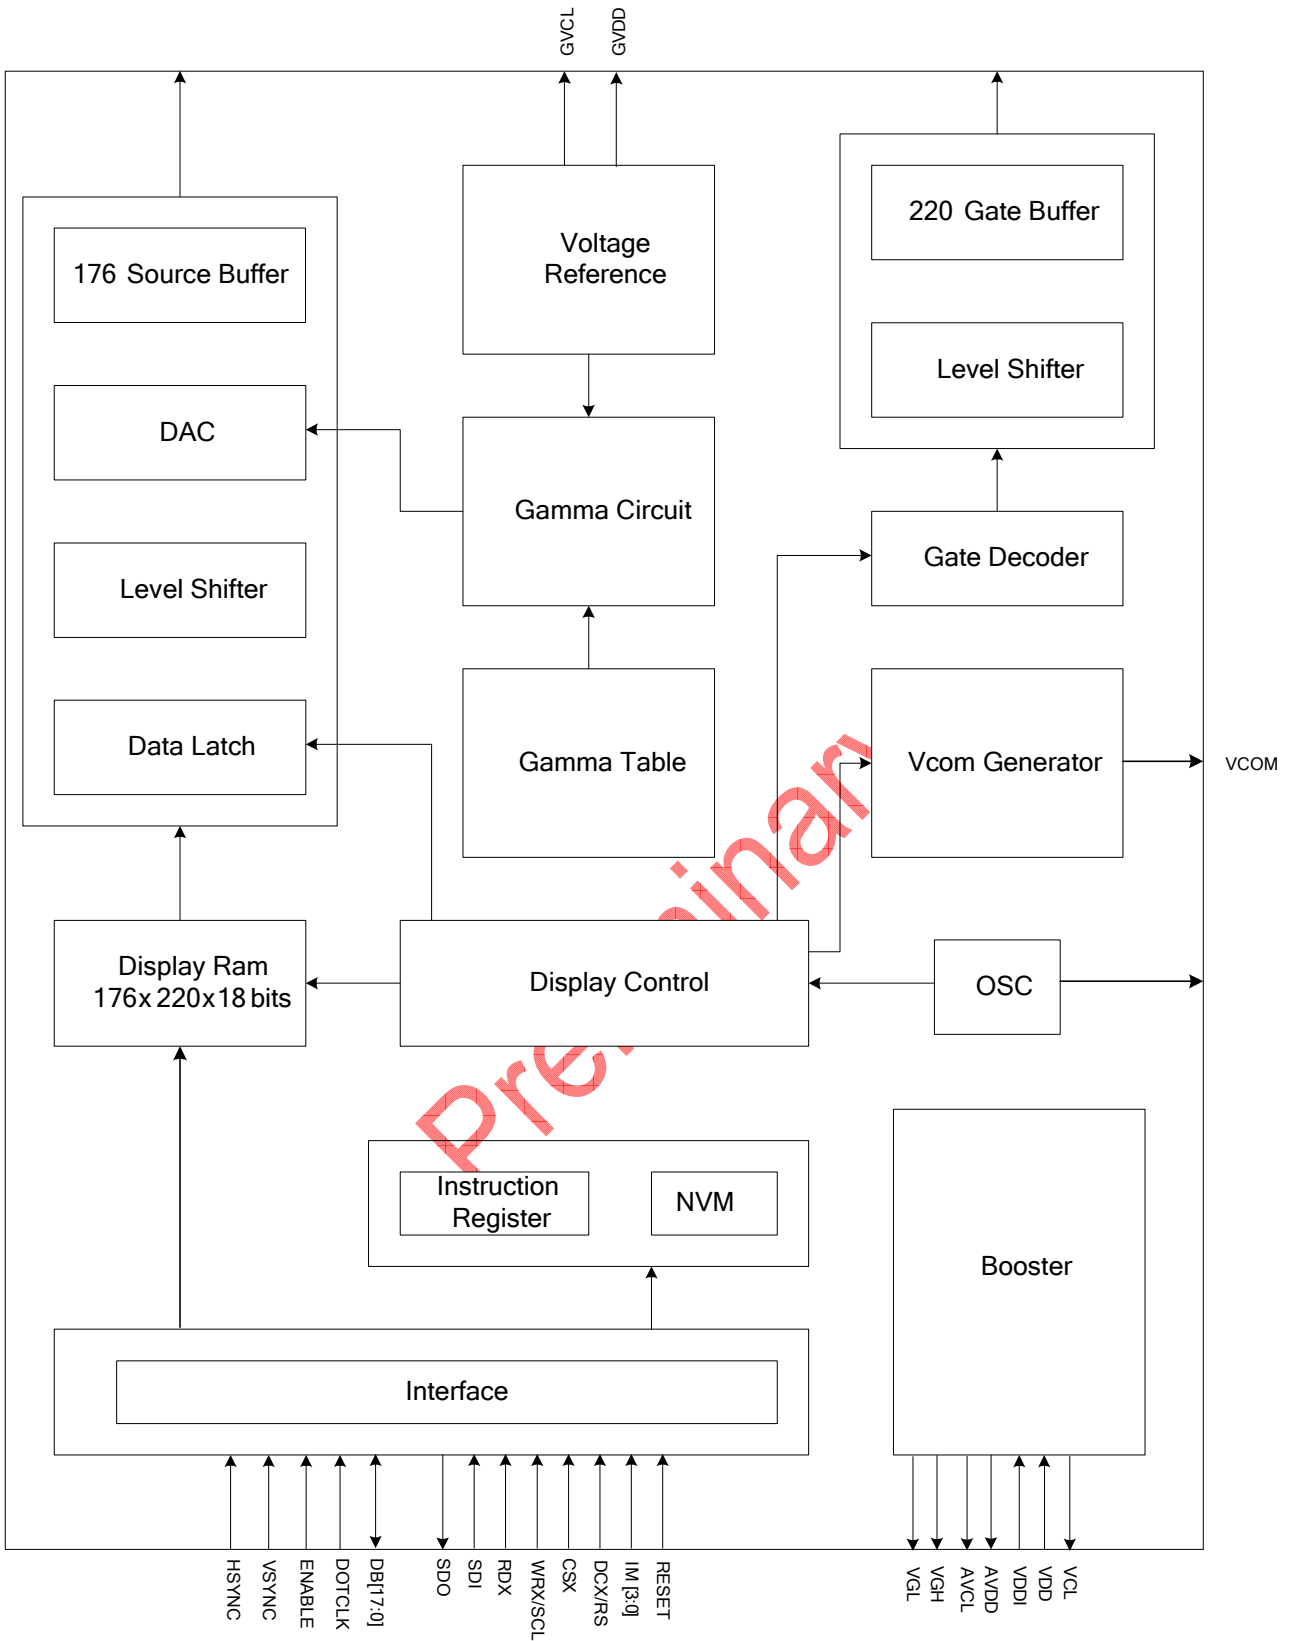 GVCL
GVDD
220 Gate Buffer
Voltage
Reference
176 Source Buffer
Level Shifter
DAC
Gamma Circuit
Gate Decoder
Level Shifter
Data Latch
Gamma Table
Vcom Generator
VCOM
Preliminary
Display Ram
176x 220x18 bits
Display Control
OSC
Instruction
Register
NVM
Booster
Interface
HSYNC
VSYNC
ENABLE
DOTCLK
DB[17:0]
SDO
SDI
RDX
WRX/SCL
CSX
DCX/RS
IM [3:0]
RESET
VGL
VGH
AVCL
AVDD
VDDI
VDD
VCL